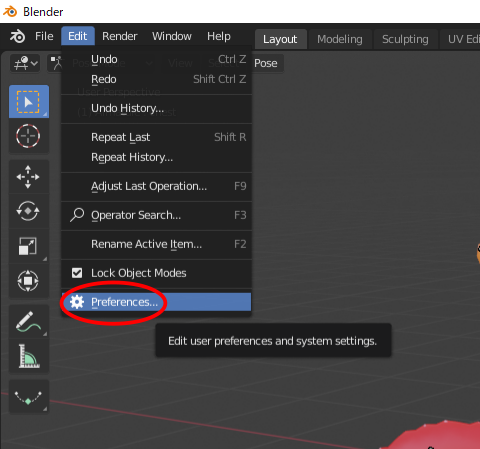 Blender
File Edit Render Window Help Layout Modeling Sculpting UV Edi
Undo Ctrl Z
Redo Shift Ctrl Z
Undo History...
Repeat Last Shift R
Repeat History...
Adjust Last Operation... F9
Operator Search... F3
Rename Active Item... F2
Lock Object Modes
Preferences...
Edit user preferences and system settings.
Pose